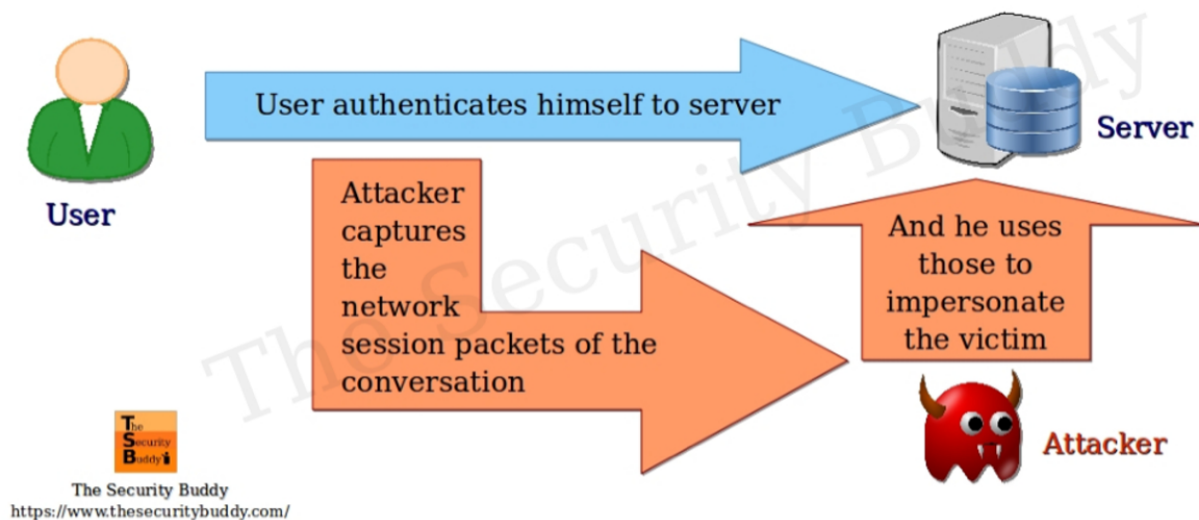 User authenticates himself to server
Server
User
Attacker
captures
the
network
session packets of the
conversation
And he uses
those to
impersonate
the victim
Attacker
The
Security
Buddy
The Security Buddy
https://www.thesecuritybuddy.com/
The Security Buddy